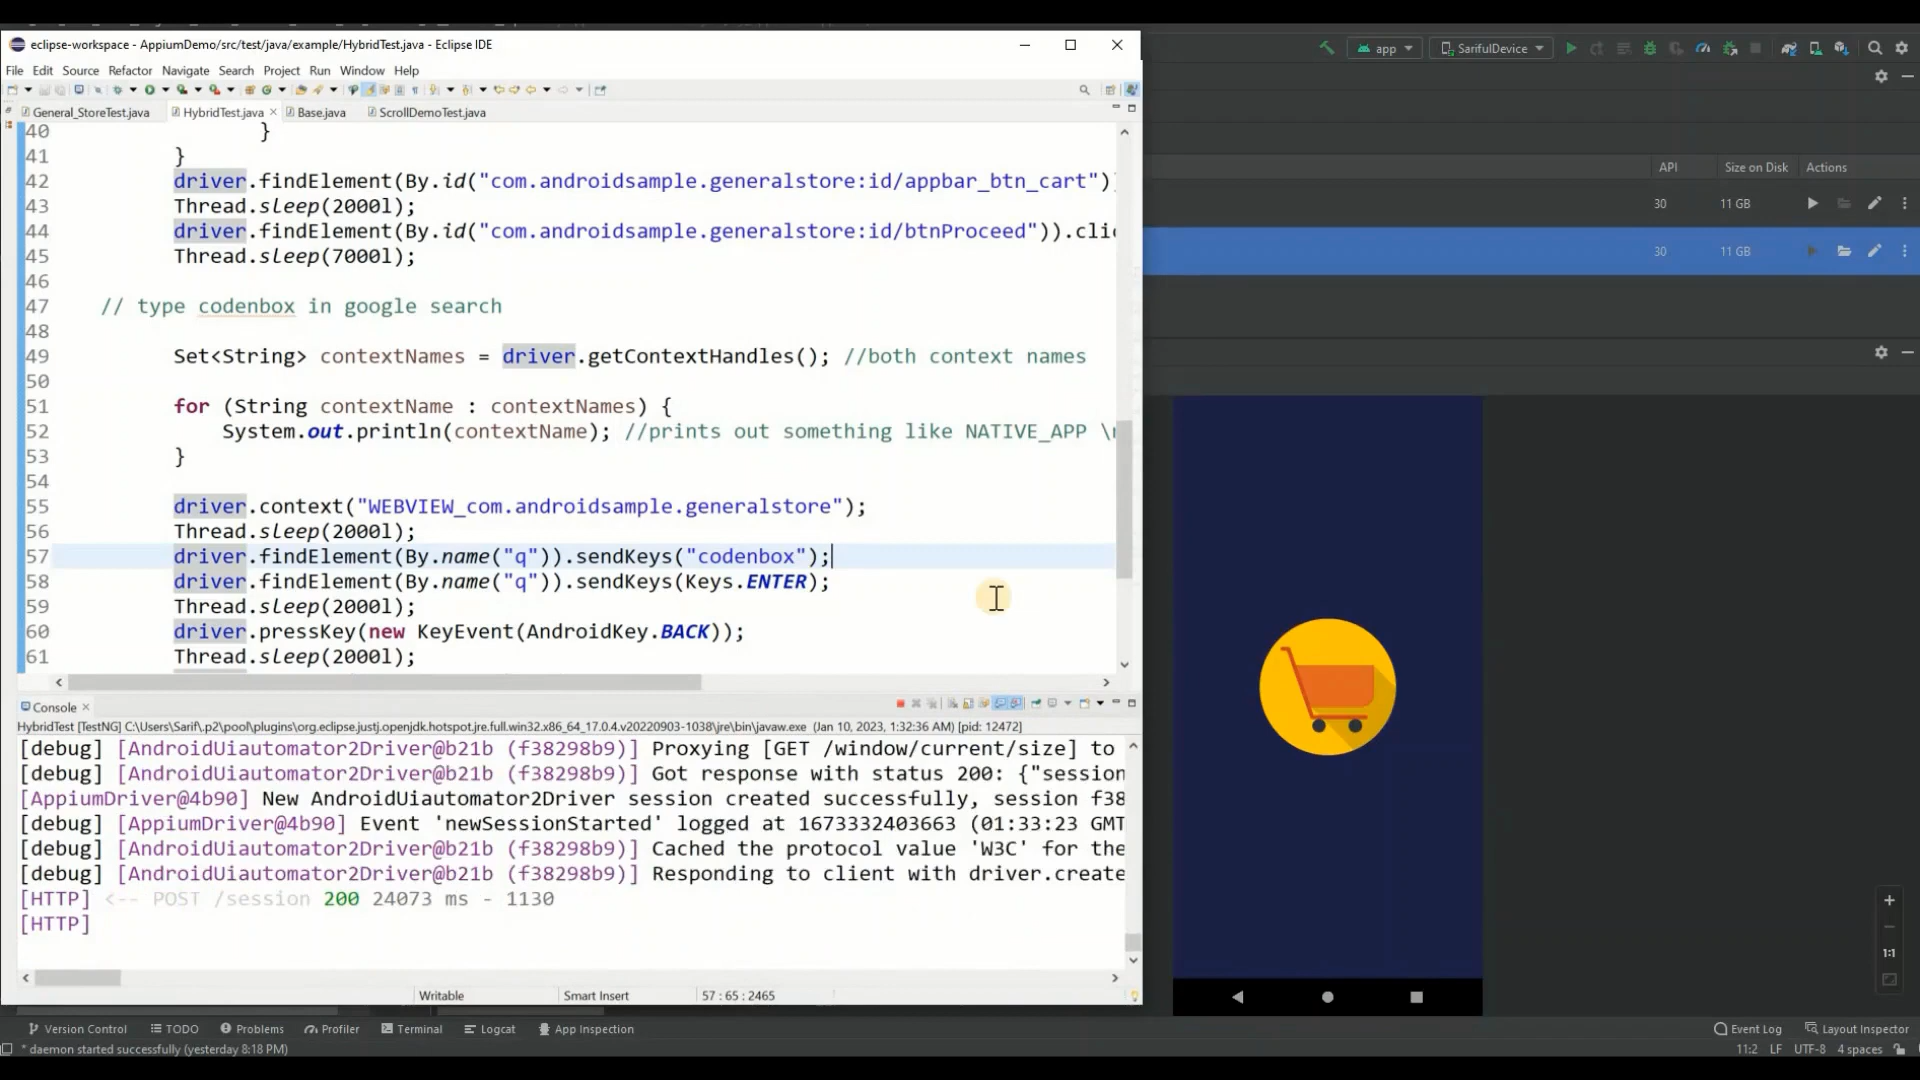 eclipse-workspace - AppiumDemo/src/test/java/example/HybridTest.java - Eclipse IDE
File Edit Source Refactor Navigate Search Project Run Window Help
General_StoreTest.java HybridTest.java Base.java ScrollDemoTest.java
40 }
41 }
42 driver.findElement(By.id("com.androidsample.generalstore:id/appbar_btn_cart")
43 Thread.sleep(2000l);
44 driver.findElement(By.id("com.androidsample.generalstore:id/btnProceed")).clic
45 Thread.sleep(7000l);
46
47 // type codenbox in google search
48
49 Set<String> contextNames = driver.getContextHandles(); //both context names
50
51 for (String contextName : contextNames) {
52 System.out.println(contextName); //prints out something like NATIVE_APP \n
53 }
54
55 driver.context("WEBVIEW_com.androidsample.generalstore");
56 Thread.sleep(2000l);
57 driver.findElement(By.name("q")).sendKeys("codenbox");
58 driver.findElement(By.name("q")).sendKeys(Keys.ENTER);
59 Thread.sleep(2000l);
60 driver.pressKey(new KeyEvent(AndroidKey.BACK));
61 Thread.sleep(2000l);
Console
HybridTest [TestNG] C:\Users\Sarif\.p2\pool\plugins\org.eclipse.justj.openjdk.hotspot.jre.full.win32.x86_64_17.0.4.v20220903-1038\jre\bin\javaw.exe (Jan 10, 2023, 1:32:36 AM) [pid: 12472]
[debug] [AndroidUiautomator2Driver@b21b (f38298b9)] Proxying [GET /window/current/size] to
[debug] [AndroidUiautomator2Driver@b21b (f38298b9)] Got response with status 200: {"session
[AppiumDriver@4b90] New AndroidUiautomator2Driver session created successfully, session f38
[debug] [AppiumDriver@4b90] Event 'newSessionStarted' logged at 1673332403663 (01:33:23 GMT
[debug] [AndroidUiautomator2Driver@b21b (f38298b9)] Cached the protocol value 'W3C' for the
[debug] [AndroidUiautomator2Driver@b21b (f38298b9)] Responding to client with driver.create
[HTTP] <-- POST /session 200 24073 ms - 1130
[HTTP]
Writable Smart Insert 57 : 65 : 2465
app SarifulDevice
API Size on Disk Actions
30 11 GB
30 11 GB
1:1
Version Control TODO Problems Profiler Terminal Logcat App Inspection Event Log Layout Inspector
* daemon started successfully (yesterday 8:18 PM) 11:2 LF UTF-8 4 spaces